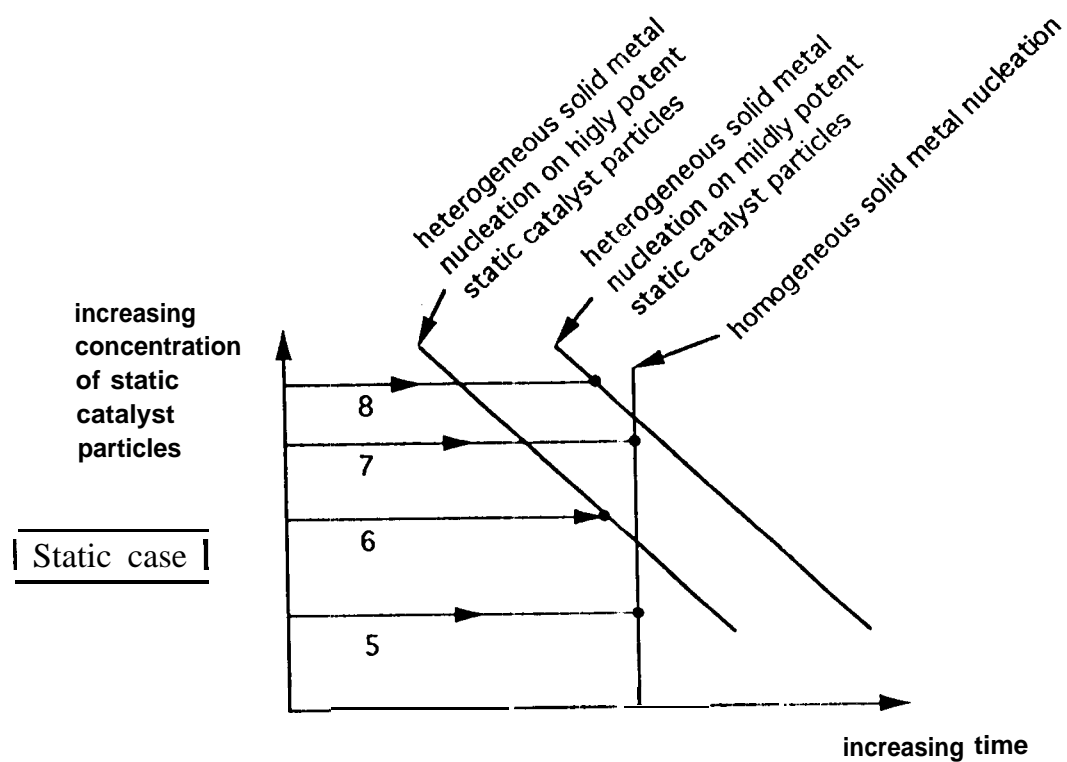 heterogeneous solid metal
nucleation on higly potent
static catalyst particles
heterogeneous solid metal
nucleation on mildly potent
static catalyst particles
homogeneous solid metal nucleation
increasing
concentration
of static
catalyst
particles
8
7
6
5
Static case
increasing time